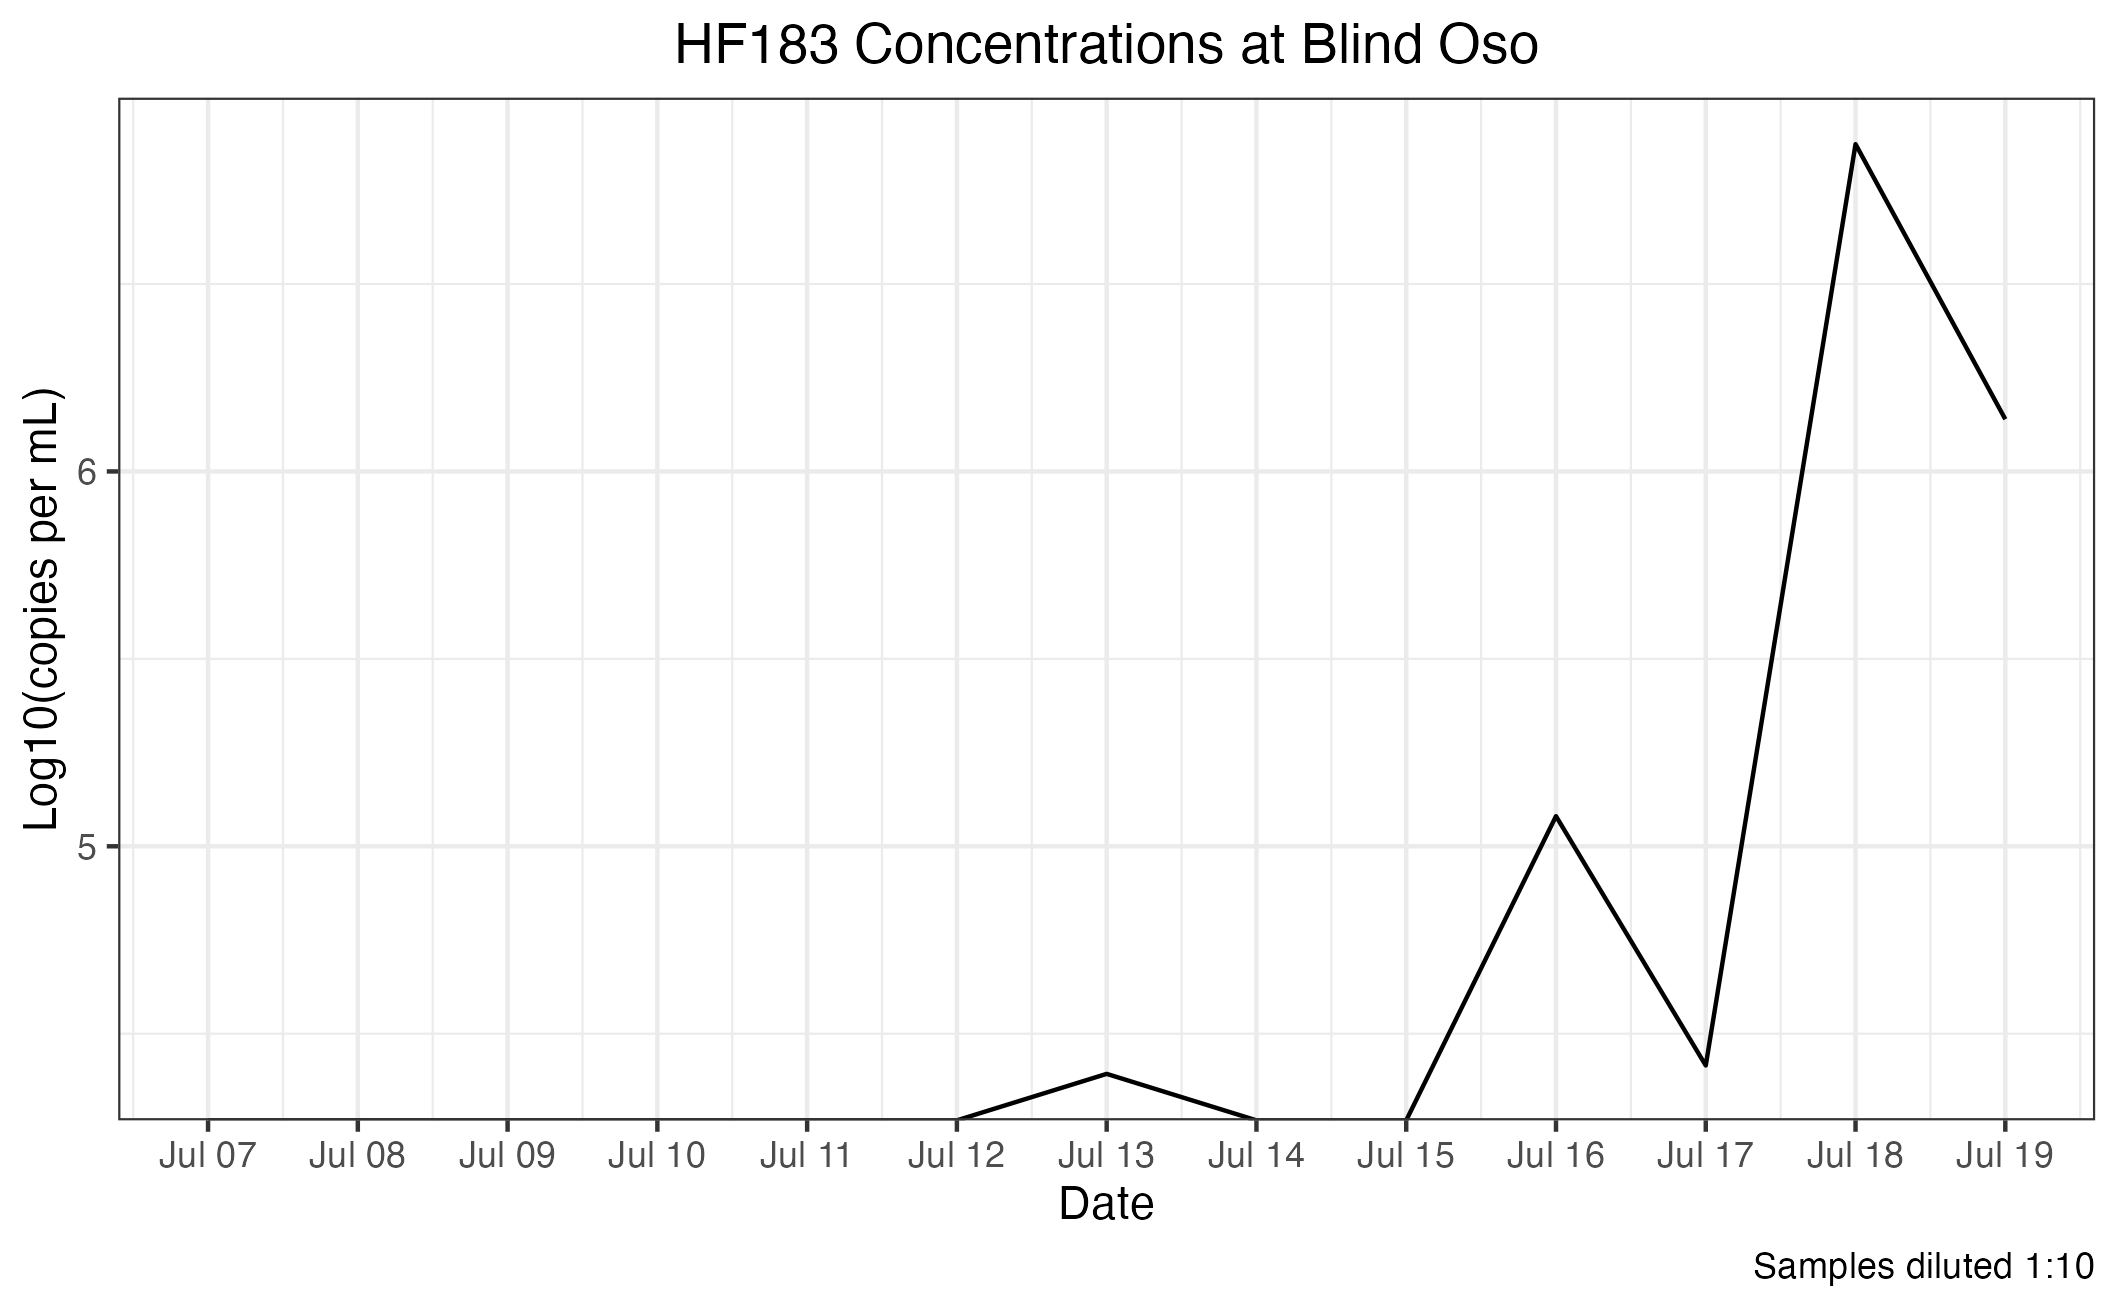 HF183 Concentrations at Blind Oso
Log10(copies per mL)
6
5
Jul 07 Jul 08 Jul 09 Jul 10 Jul 11 Jul 12 Jul 13 Jul 14 Jul 15 Jul 16 Jul 17 Jul 18 Jul 19
Date
Samples diluted 1:10